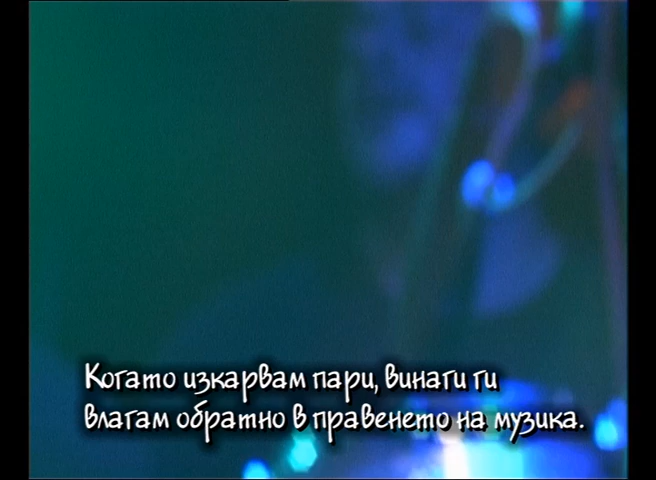 Когато изкарвам пари, винаги ги
влагам обратно в правенето на музика.